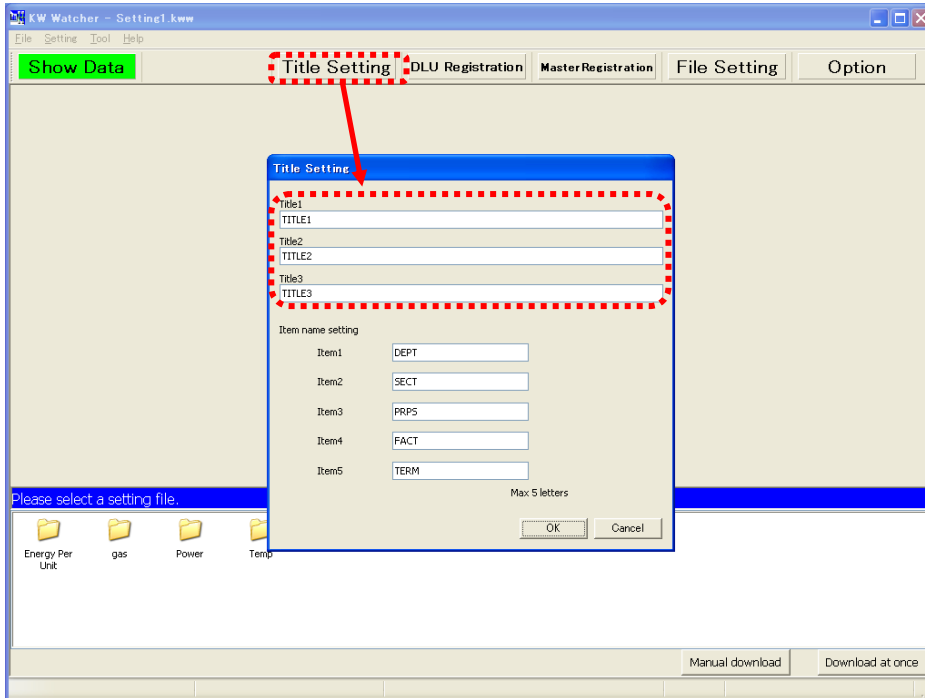 KW Watcher - Setting1.kww
File Setting Tool Help
Show Data Title Setting DLU Registration Master Registration File Setting Option
Title Setting
Title1
TITLE1
Title2
TITLE2
Title3
TITLE3
Item name setting
Item1 DEPT
Item2 SECT
Item3 PRPS
Item4 FACT
Item5 TERM
Max 5 letters
OK Cancel
Please select a setting file.
Energy Per Unit
gas
Power
Temp
Manual download Download at once